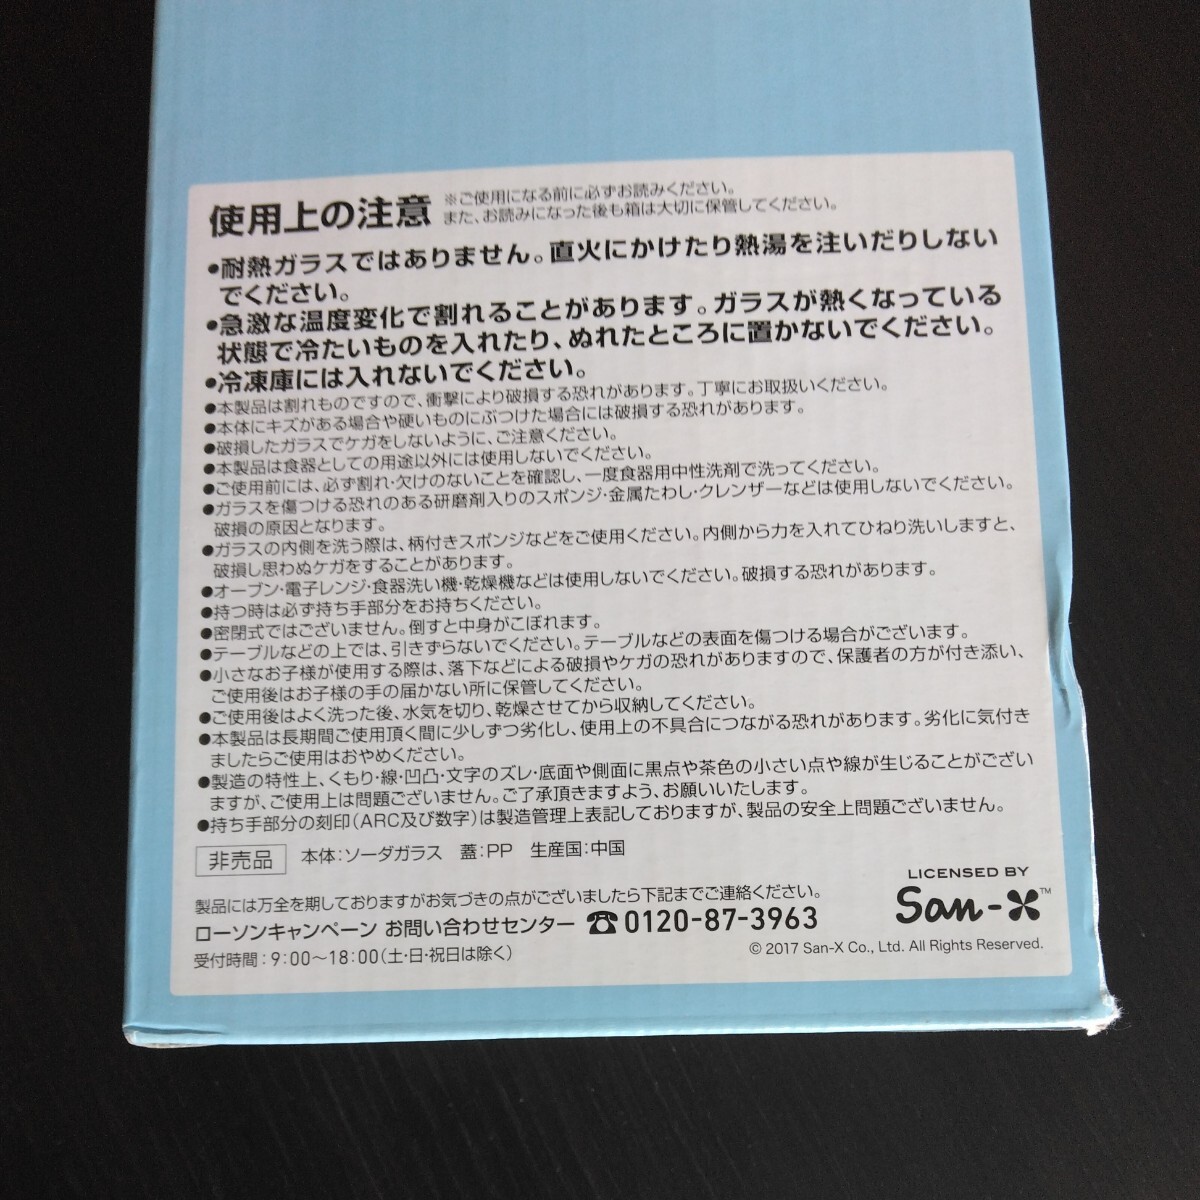 使用上の注意 ※ご使用になる前に必ずお読みください。
また、お読みになった後も箱は大切に保管してください。
●耐熱ガラスではありません。直火にかけたり熱湯を注いだりしない
でください。
●急激な温度変化で割れることがあります。ガラスが熱くなっている
状態で冷たいものを入れたり、ぬれたところに置かないでください。
●冷凍庫には入れないでください。
●本製品は割れものですので、衝撃により破損する恐れがあります。丁寧にお取扱いください。
●本体にキズがある場合や硬いものにぶつけた場合には破損する恐れがあります。
●破損したガラスでケガをしないように、ご注意ください。
●本製品は食器としての用途以外には使用しないでください。
●ご使用前には、必ず割れ・欠けのないことを確認し、一度食器用中性洗剤で洗ってください。
●ガラスを傷つける恐れのある研磨剤入りのスポンジ・金属たわし・クレンザーなどは使用しないでください。
破損の原因となります。
●ガラスの内側を洗う際は、柄付きスポンジなどをご使用ください。内側から力を入れてひねり洗いしますと、
破損し思わぬケガをすることがあります。
●オーブン・電子レンジ・食器洗い機・乾燥機などは使用しないでください。破損する恐れがあります。
●持つ時は必ず持ち手部分をお持ちください。
●密閉式ではございません。倒すと中身がこぼれます。
●テーブルなどの上では、引きずらないでください。テーブルなどの表面を傷つける場合がございます。
●小さなお子様が使用する際は、落下などによる破損やケガの恐れがありますので、保護者の方が付き添い、
ご使用後はお子様の手の届かない所に保管してください。
●ご使用後はよく洗った後、水気を切り、乾燥させてから収納してください。
●本製品は長期間ご使用頂く間に少しずつ劣化し、使用上の不具合につながる恐れがあります。劣化に気付き
ましたらご使用はおやめください。
●製造の特性上、くもり・線・凹凸・文字のズレ・底面や側面に黒点や茶色の小さい点や線が生じることがござい
ますが、ご使用上は問題ございません。ご了承頂きますよう、お願いいたします。
●持ち手部分の刻印(ARC及び数字)は製造管理上表記しておりますが、製品の安全上問題ございません。
非売品 本体：ソーダガラス 蓋：PP 生産国：中国
製品には万全を期しておりますがお気づきの点がございましたら下記までご連絡ください。
ローソンキャンペーン お問い合わせセンター ☎0120-87-3963
受付時間：9:00～18:00(土・日・祝日は除く)
LICENSED BY
San-X™
© 2017 San-X Co., Ltd. All Rights Reserved.